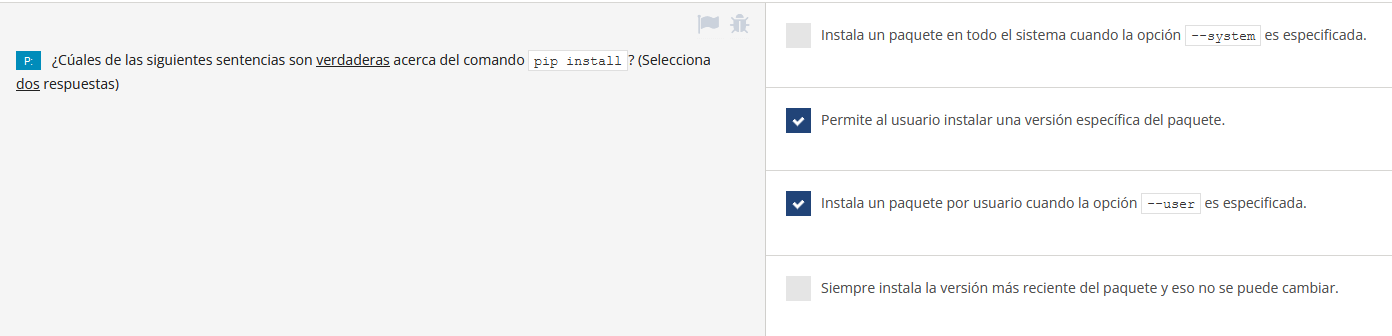 P: ¿Cúales de las siguientes sentencias son verdaderas acerca del comando pip install? (Selecciona
dos respuestas)
Instala un paquete en todo el sistema cuando la opción --system es especificada.
Permite al usuario instalar una versión específica del paquete.
Instala un paquete por usuario cuando la opción --user es especificada.
Siempre instala la versión más reciente del paquete y eso no se puede cambiar.